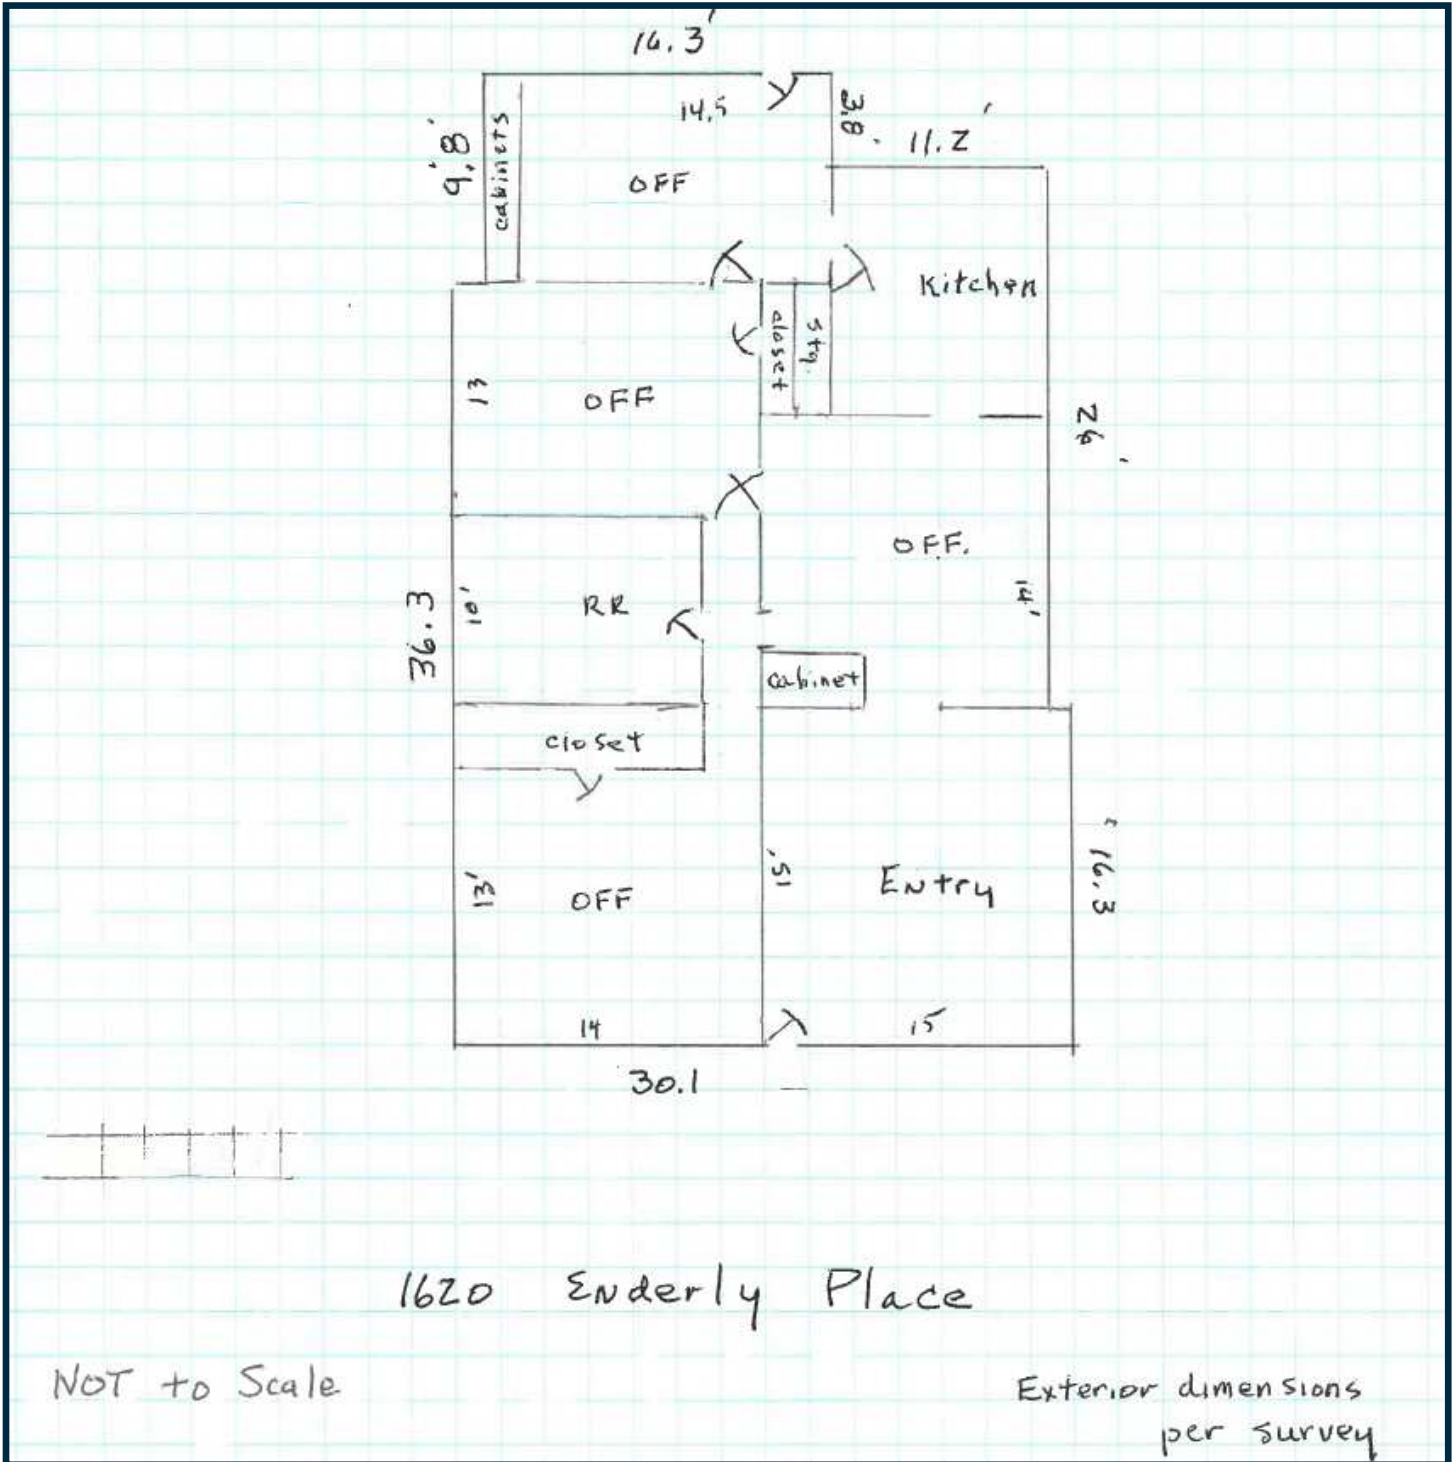 16.3'
14.5
3.8'
11.2'
9.8'
cabinets
OFF
Kitchen
closet
stg.
13
OFF
26'
OFF.
14'
36.3
10'
RR
cabinet
closet
13'
OFF
15'
Entry
16.3
14
15
30.1
1620 Enderly Place
NOT to Scale
Exterior dimensions
per survey